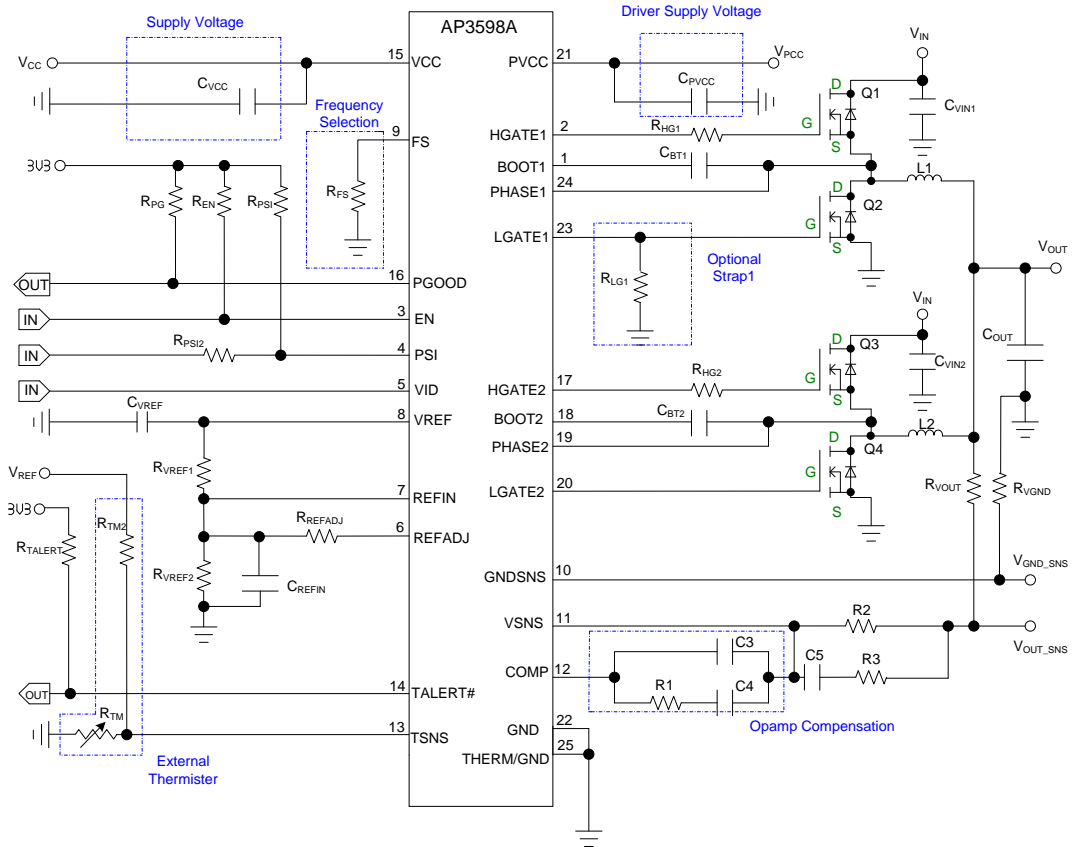 AP3598A
Supply Voltage
Driver Supply Voltage
VCC
CVCC
15
VCC
PVCC
21
CPVCC
VPCC
VIN
D
Q1
CVIN1
G
S
Frequency
Selection
9
FS
RFS
HGATE1
2
RHG1
BOOT1
1
CBT1
PHASE1
24
L1
3V3
RPG
REN
RPSI
LGATE1
23
D
Q2
G
S
Optional
Strap1
RLG1
VOUT
OUT
16
PGOOD
IN
3
EN
VIN
COUT
IN
RPSI2
4
PSI
D
Q3
CVIN2
G
S
IN
5
VID
HGATE2
17
RHG2
CVREF
8
VREF
BOOT2
18
CBT2
PHASE2
19
L2
D
Q4
G
S
VREF
RVREF1
7
REFIN
LGATE2
20
RVOUT
RVGND
3V3
RTM2
RREFADJ
6
REFADJ
RTALERT
RVREF2
CREFIN
GNDSNS
10
VGND_SNS
VSNS
11
R2
VOUT_SNS
COMP
12
C3
R1
C4
C5
R3
Opamp Compensation
OUT
14
TALERT#
RTM
13
TSNS
External
Thermister
GND
22
THERM/GND
25